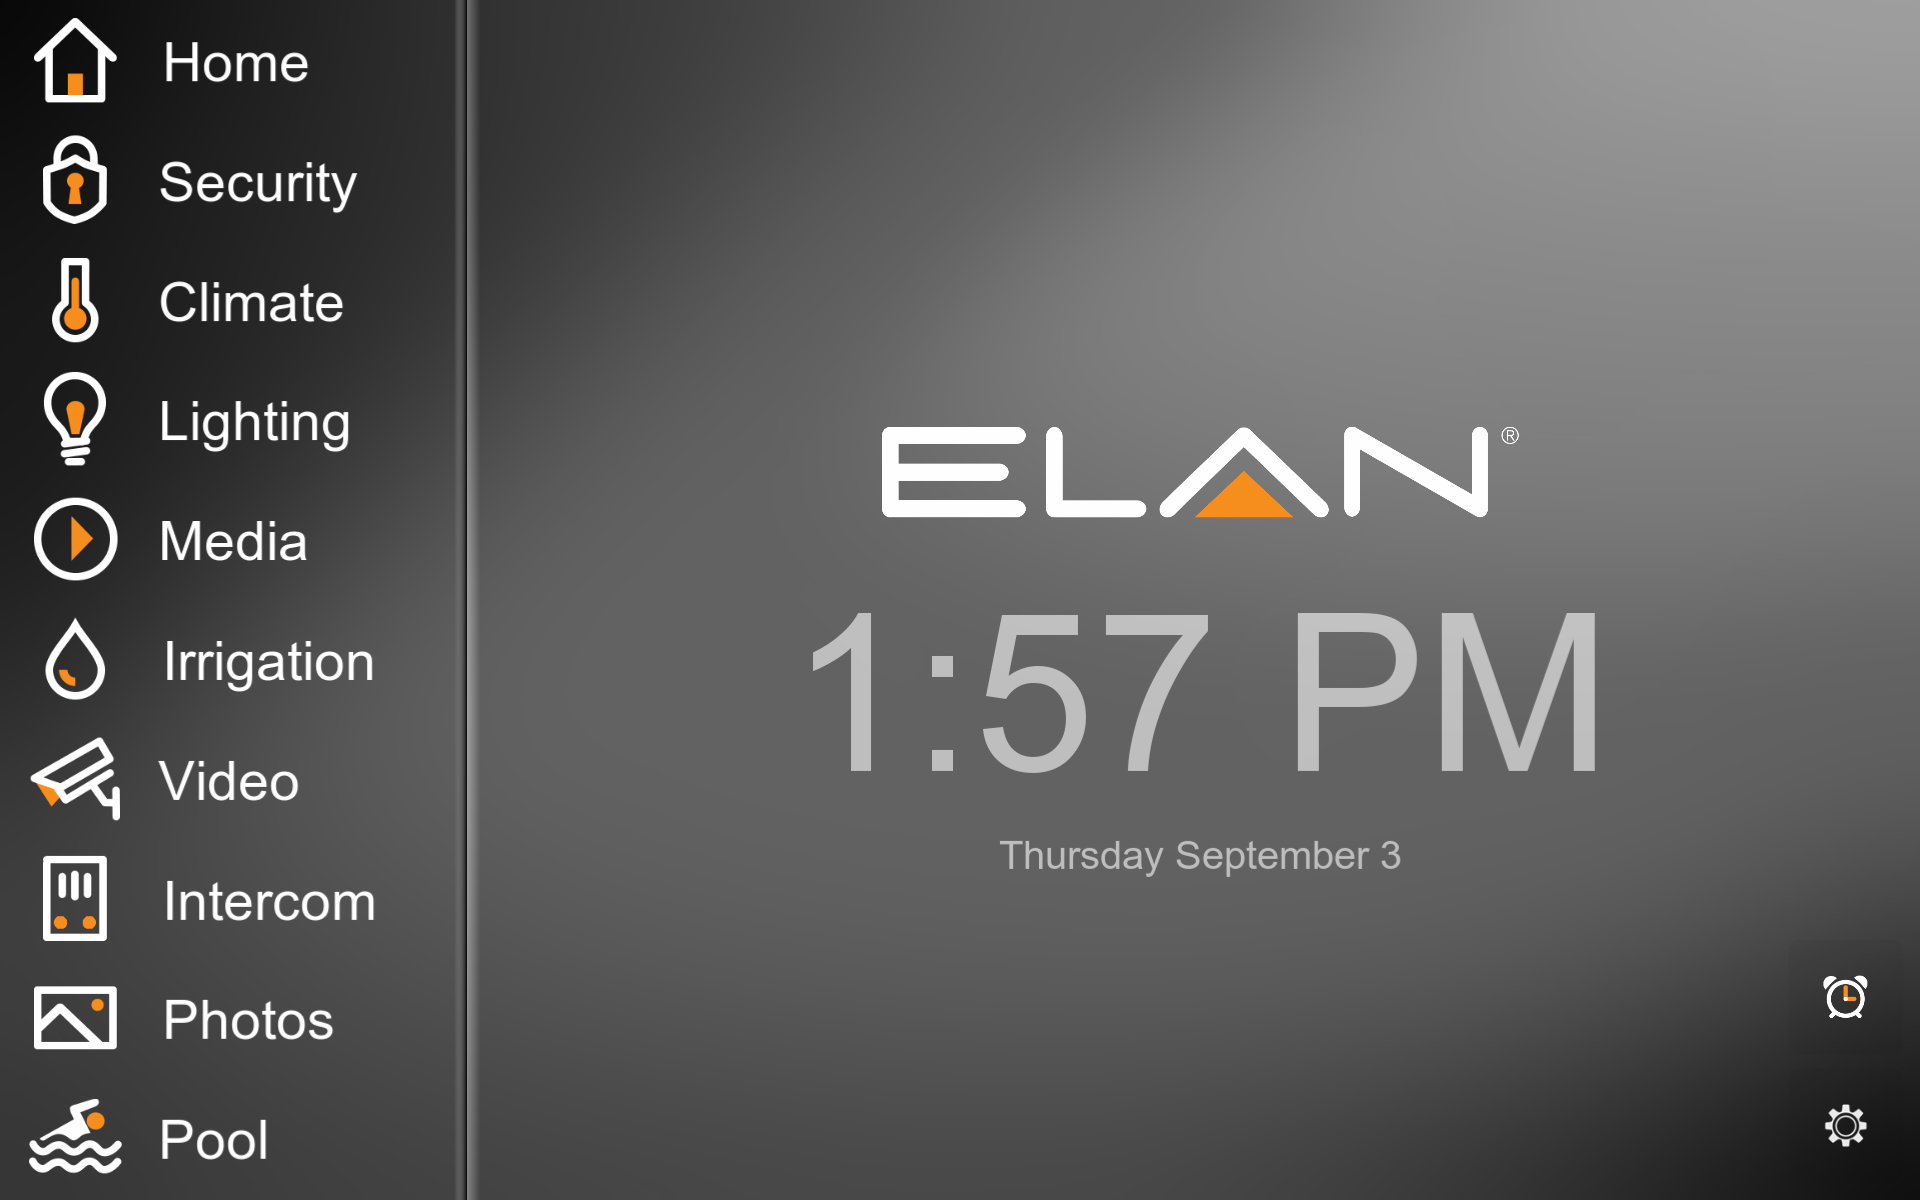 Home
Security
Climate
Lighting
Media
Irrigation
Video
Intercom
Photos
Pool
ELAN®
1:57 PM
Thursday September 3